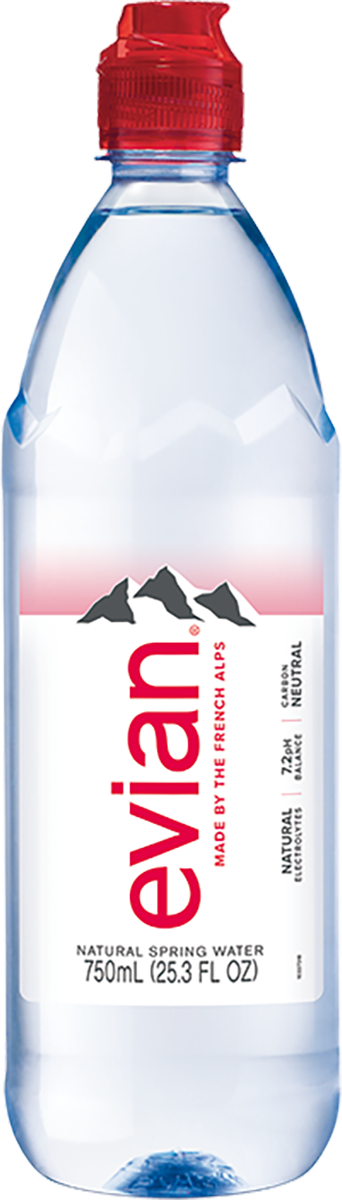 evian®
MADE BY THE FRENCH ALPS
NATURAL
ELECTROLYTES
7.2pH
BALANCE
CARBON
NEUTRAL
NATURAL SPRING WATER
750mL (25.3 FL OZ)